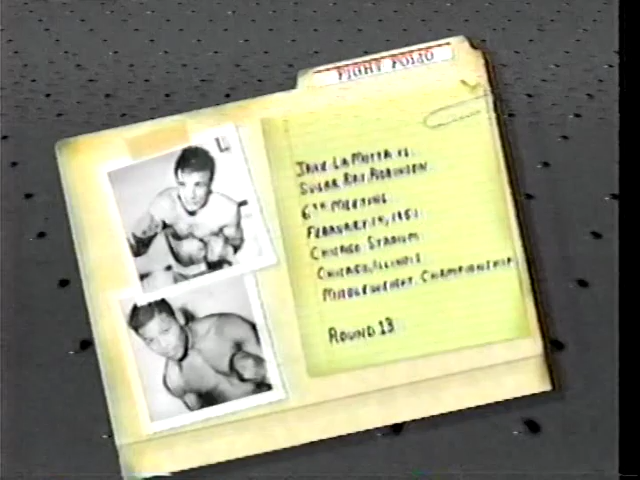 FIGHT FOLIO
JAKE LAMOTTA VS.
SUGAR RAY ROBINSON
6TH MEETING
FEBRUARY 14, 1951
CHICAGO STADIUM
CHICAGO, ILLINOIS
MIDDLEWEIGHT CHAMPIONSHIP
ROUND 13